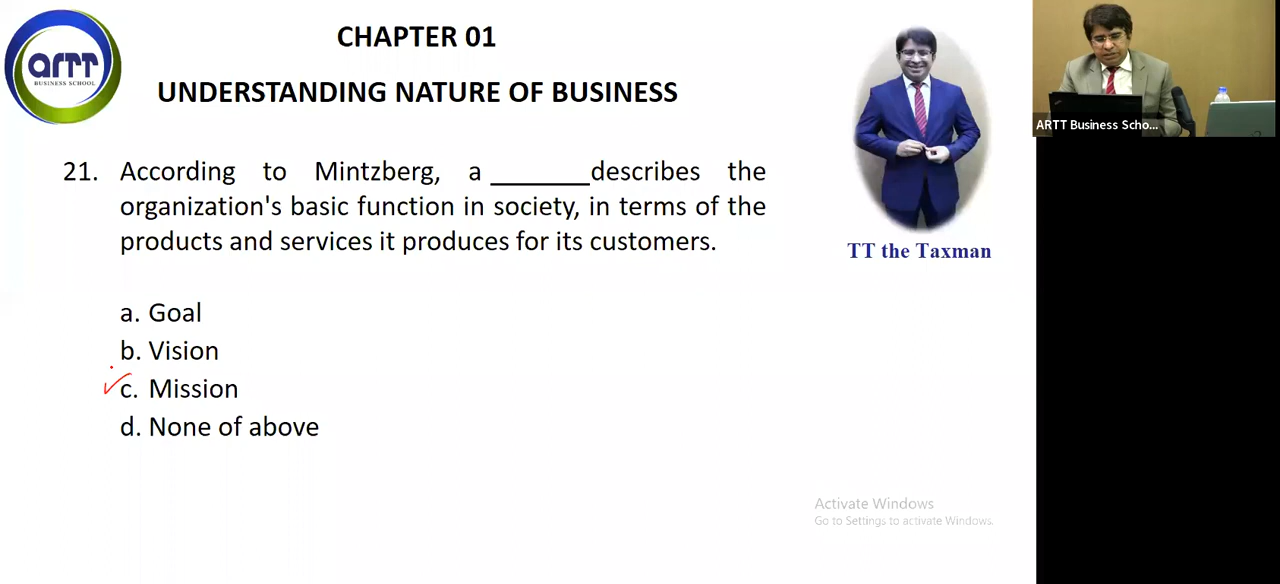 CHAPTER 01
UNDERSTANDING NATURE OF BUSINESS
artt
BUSINESS SCHOOL
ARTT Business Scho...
21. According to Mintzberg, a _______describes the
organization's basic function in society, in terms of the
products and services it produces for its customers.
TT the Taxman
a. Goal
b. Vision
c. Mission
d. None of above
Activate Windows
Go to Settings to activate Windows.